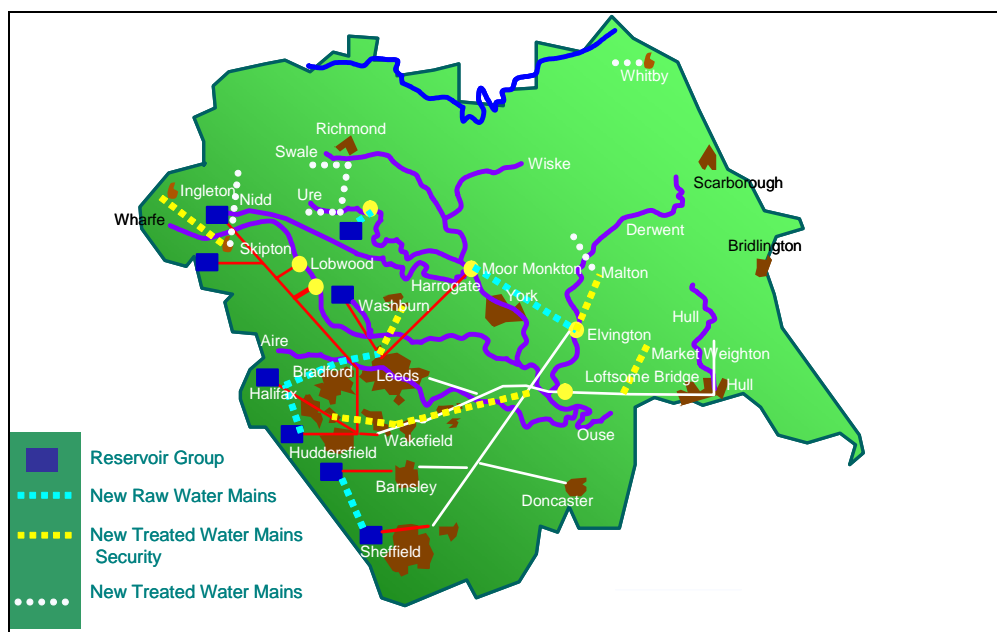 Whitby
Richmond
Swale
Wiske
Scarborough
Ingleton
Nidd
Ure
Wharfe
Derwent
Bridlington
Skipton
Lobwood
Moor Monkton
Malton
Harrogate
York
Washburn
Hull
Elvington
Aire
Market Weighton
Bradford
Leeds
Loftsome Bridge
Hull
Halifax
Ouse
Wakefield
Huddersfield
Barnsley
Doncaster
Sheffield
Reservoir Group
New Raw Water Mains
New Treated Water Mains
Security
New Treated Water Mains